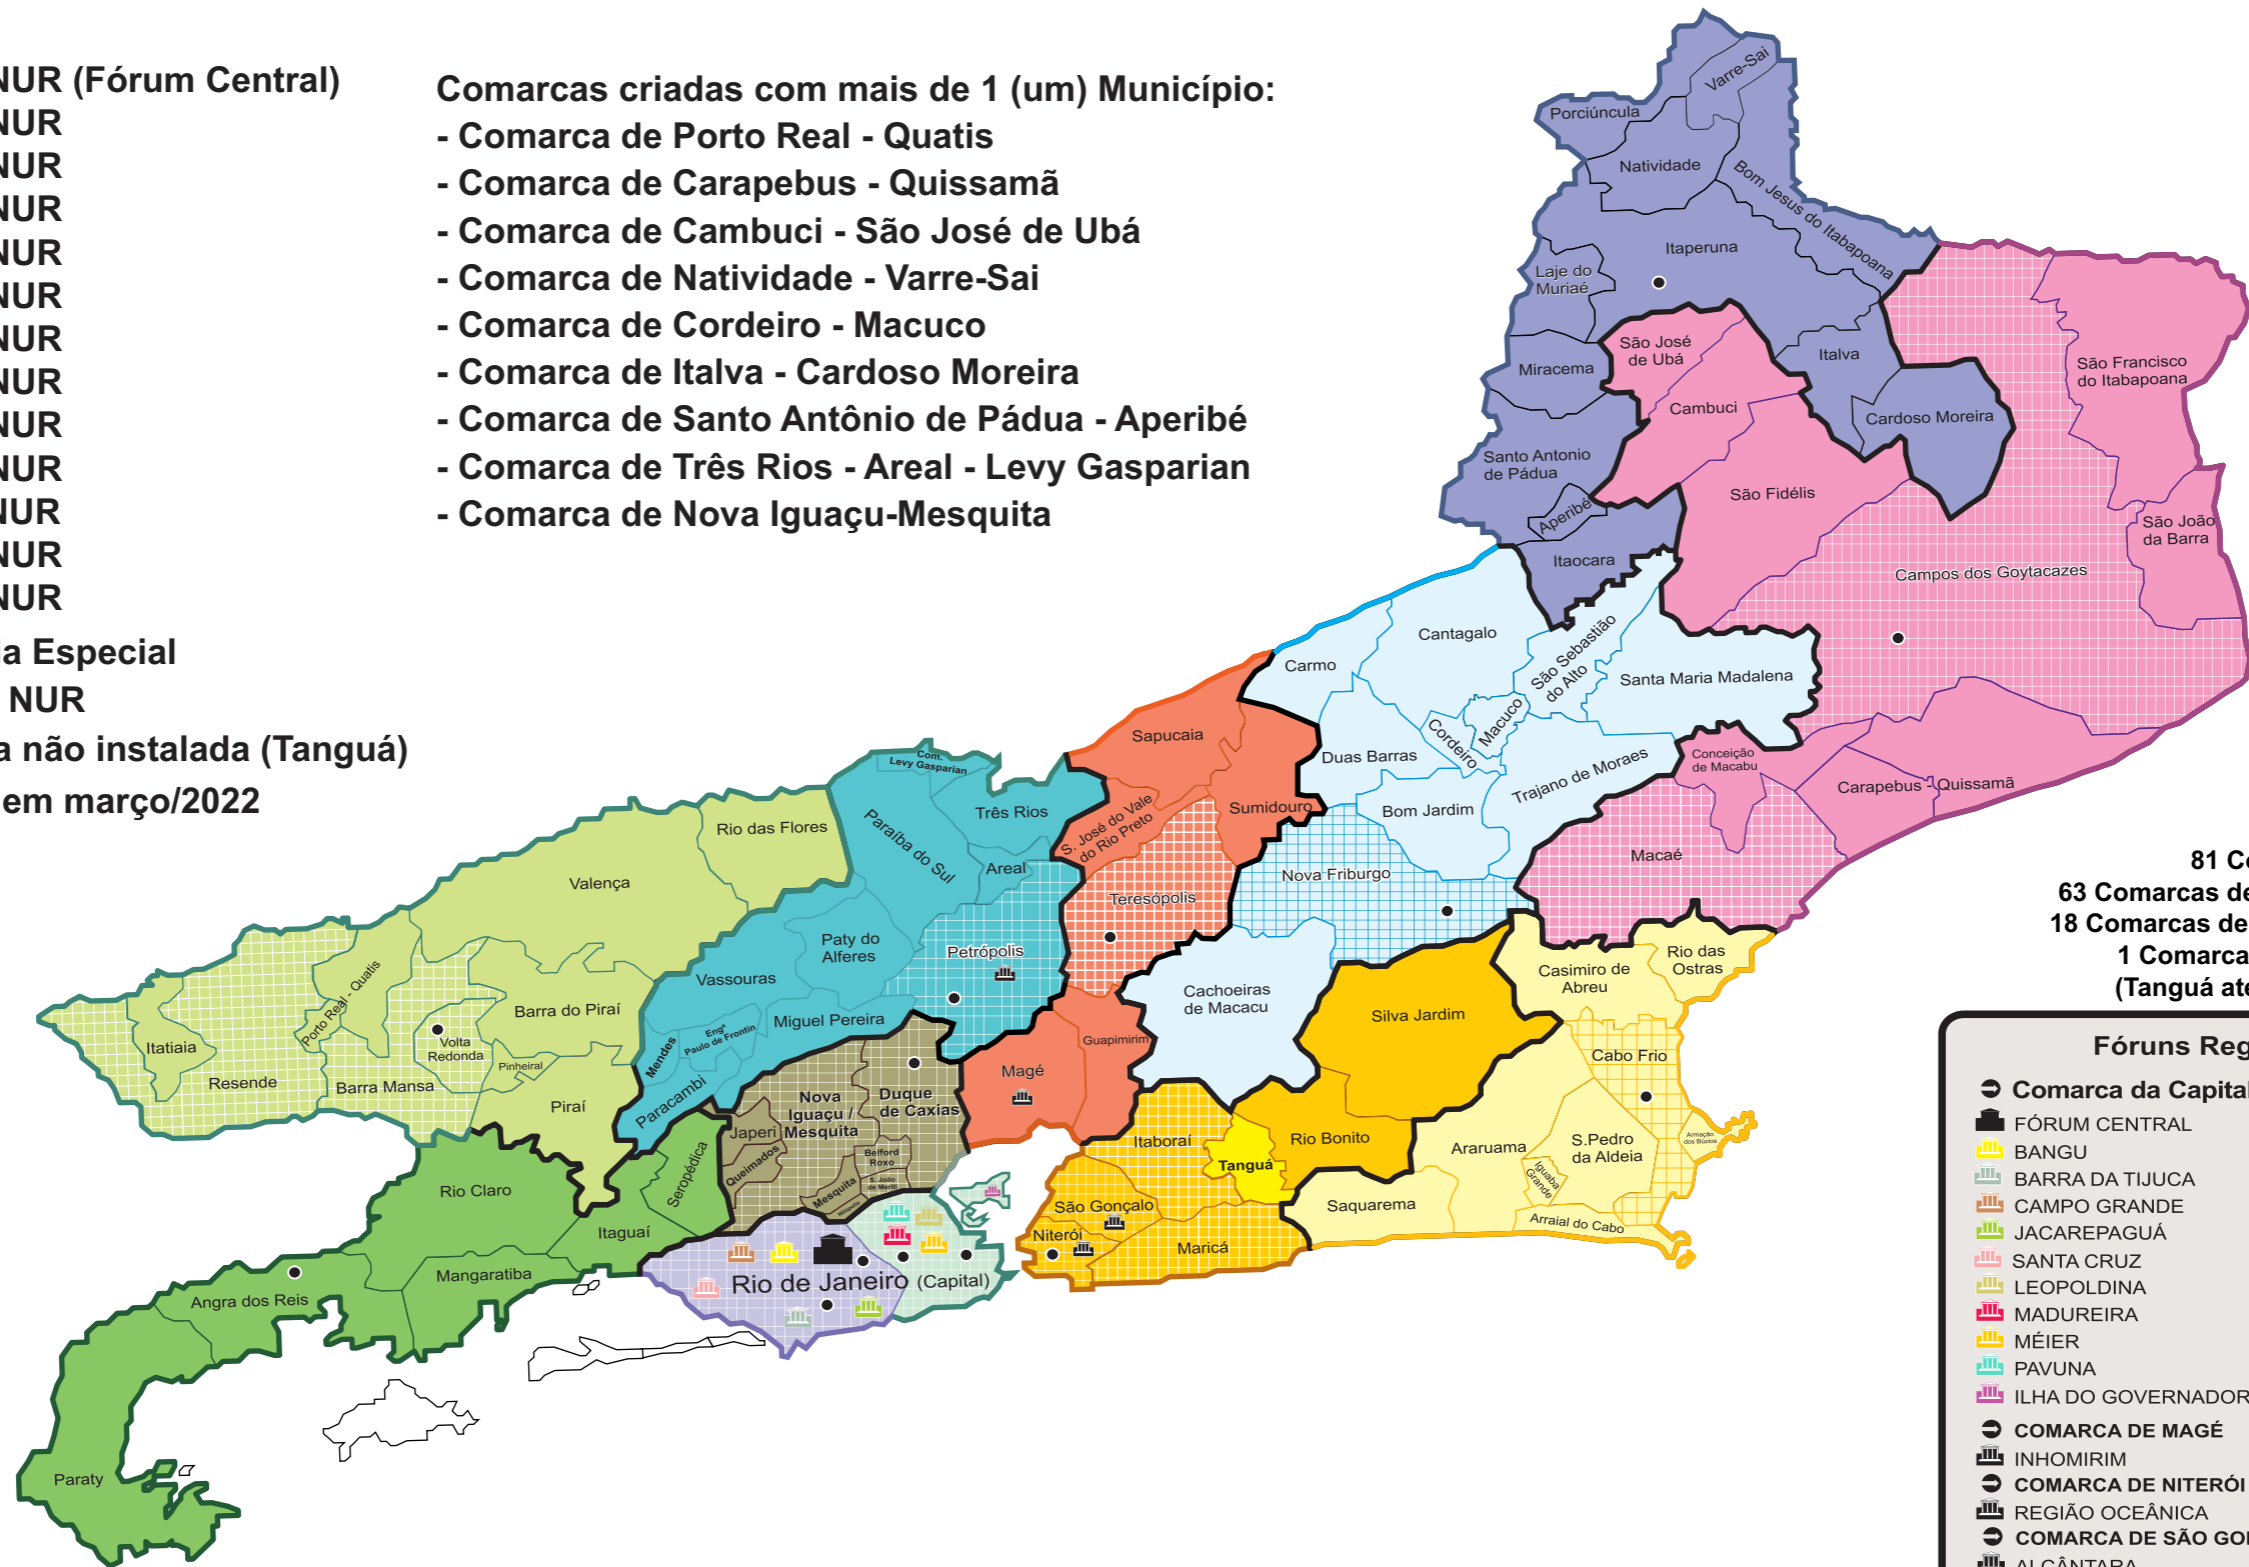 NUR (Fórum Central)
NUR
NUR
NUR
NUR
NUR
NUR
NUR
NUR
NUR
NUR
NUR
NUR
ia Especial
NUR
a não instalada (Tanguá)
em março/2022
Comarcas criadas com mais de 1 (um) Município:
- Comarca de Porto Real - Quatis
- Comarca de Carapebus - Quissamã
- Comarca de Cambuci - São José de Ubá
- Comarca de Natividade - Varre-Sai
- Comarca de Cordeiro - Macuco
- Comarca de Italva - Cardoso Moreira
- Comarca de Santo Antônio de Pádua - Aperibé
- Comarca de Três Rios - Areal - Levy Gasparian
- Comarca de Nova Iguaçu-Mesquita
Varre-Sai
Porciúncula
Natividade
Bom Jesus do Itabapoana
Itaperuna
Laje do
Muriaé
São José
de Ubá
Italva
Miracema
São Francisco
do Itabapoana
Cambuci
Cardoso Moreira
Santo Antonio
de Pádua
São Fidélis
Aperibé
São João
da Barra
Itaocara
Campos dos Goytacazes
Cantagalo
Carmo
São Sebastião
do Alto
Santa Maria Madalena
Macuco
Cordeiro
Duas Barras
Trajano de Moraes
Conceição
de Macabu
Carapebus - Quissamã
Bom Jardim
Macaé
Nova Friburgo
Sapucaia
Sumidouro
S. José do Vale
do Rio Preto
Teresópolis
Com.
Levy Gasparian
Três Rios
Paraíba do Sul
Areal
Rio das Flores
Valença
Paty do
Alferes
Petrópolis
Vassouras
Miguel Pereira
Engº
Paulo de Frontin
Mendes
Paracambi
Porto Real - Quatis
Barra do Piraí
Volta
Redonda
Itatiaia
Resende
Barra Mansa
Pinheiral
Piraí
Cachoeiras
de Macacu
Silva Jardim
Casimiro de
Abreu
Rio das
Ostras
Cabo Frio
Guapimirim
Magé
Nova
Iguaçu /
Mesquita
Duque
de Caxias
Japeri
Queimados
Belford
Roxo
S. João
de Meriti
Mesquita
Seropédica
Itaguaí
Rio Claro
Mangaratiba
Angra dos Reis
Paraty
Rio de Janeiro (Capital)
Itaboraí
Tanguá
Rio Bonito
São Gonçalo
Niterói
Maricá
Araruama
S.Pedro
da Aldeia
Iguaba
Grande
Armação
dos Búzios
Saquarema
Arraial do Cabo
81 Co
63 Comarcas de
18 Comarcas de
1 Comarca
(Tanguá ate
Fóruns Reg
Comarca da Capital
FÓRUM CENTRAL
BANGU
BARRA DA TIJUCA
CAMPO GRANDE
JACAREPAGUÁ
SANTA CRUZ
LEOPOLDINA
MADUREIRA
MÉIER
PAVUNA
ILHA DO GOVERNADOR
COMARCA DE MAGÉ
INHOMIRIM
COMARCA DE NITERÓI
REGIÃO OCEÂNICA
COMARCA DE SÃO GO
ALCÂNTARA